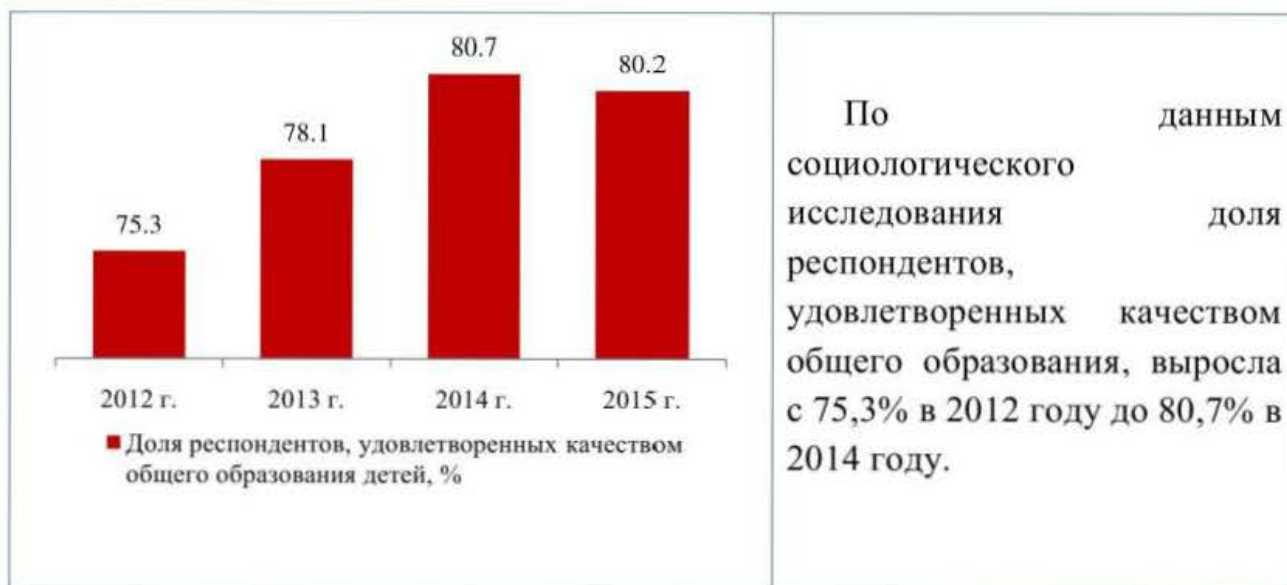 80.7
80.2
78.1
75.3
2012 г.
2013 г.
2014 г.
2015 г.
Доля респондентов, удовлетворенных качеством
общего образования детей, %
По данным
социологического
исследования доля
респондентов,
удовлетворенных качеством
общего образования, выросла
с 75,3% в 2012 году до 80,7% в
2014 году.